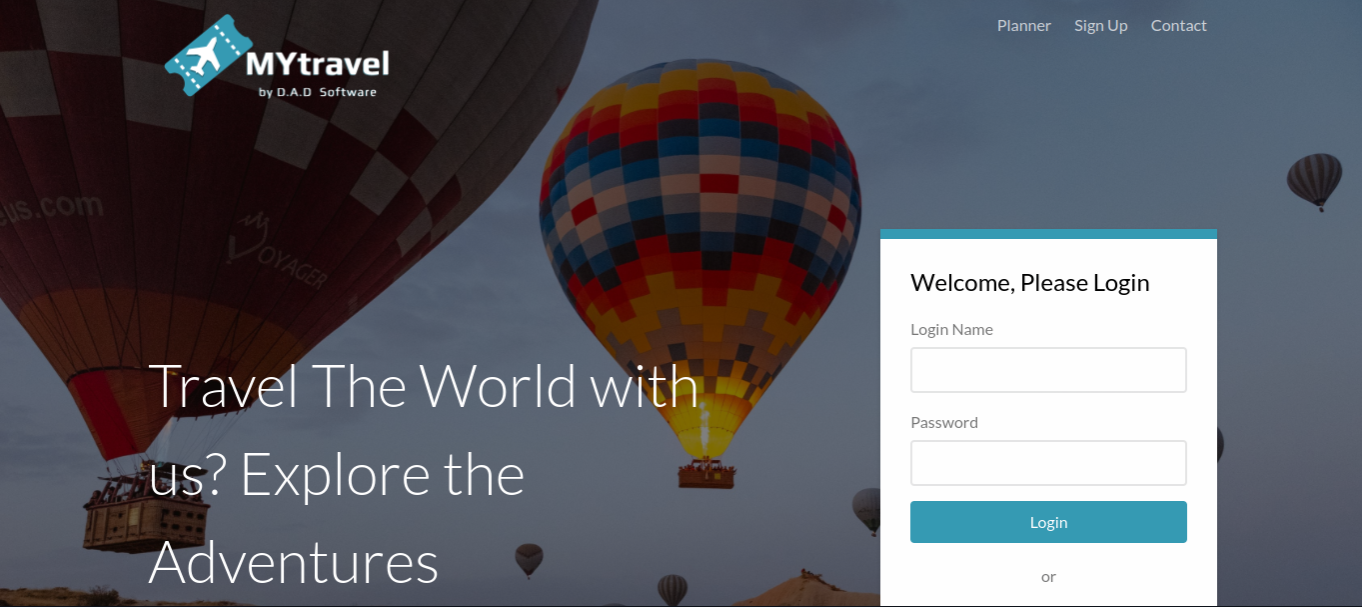 Planner Sign Up Contact
MYtravel
by D.A.D Software
us.com
VOYAGER
Welcome, Please Login
Login Name
Travel The World with
us? Explore the
Adventures
Password
Login
or